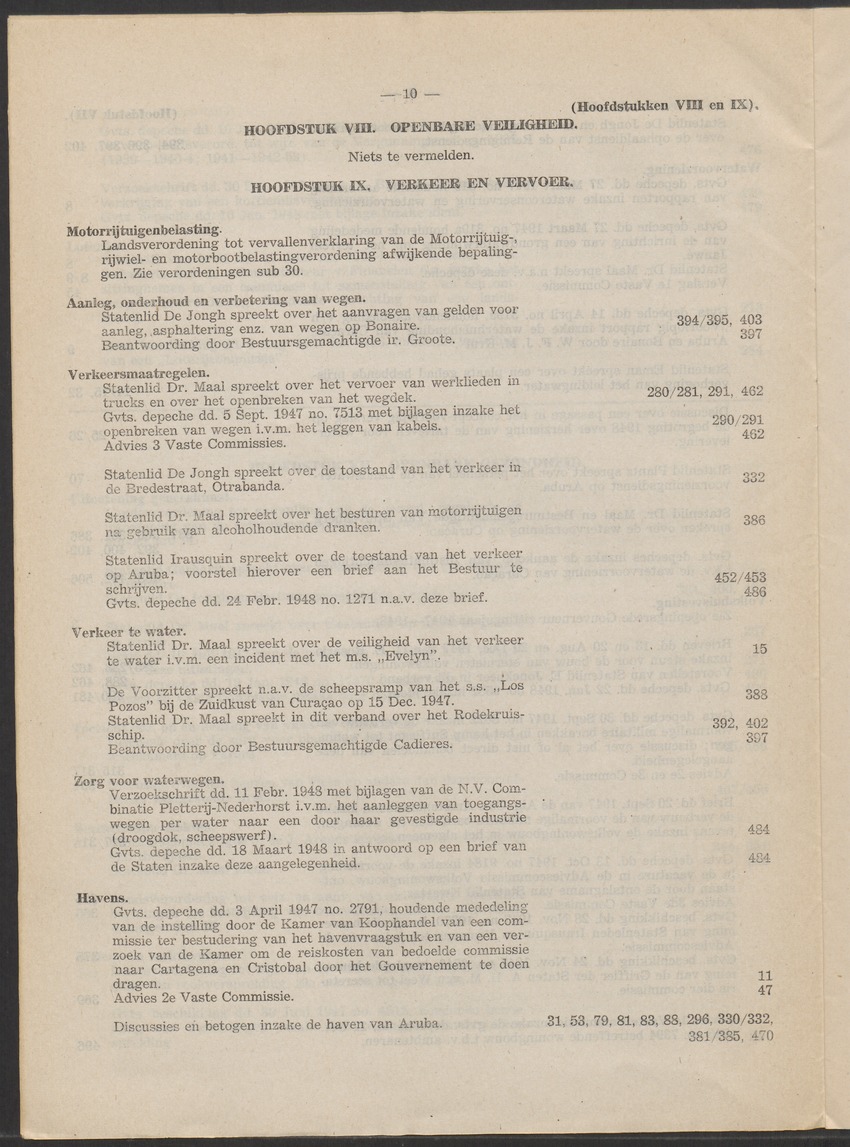 — 10 —
(Hoofdstukken VIII en IX).
HOOFDSTUK VIII. OPENBARE VEILIGHEID.
Niets te vermelden.
HOOFDSTUK IX. VERKEER EN VERVOER.
Motorrijtuigenbelasting.
Landsverordening tot vervallenverklaring van de Motorrijtuig-,
rijwiel- en motorbootbelastingverordening afwijkende bepaling-
gen. Zie verordeningen sub 30.
Aanleg, onderhoud en verbetering van wegen.
Statenlid De Jongh spreekt over het aanvragen van gelden voor
aanleg, asphaltering enz. van wegen op Bonaire. 394/395, 403
Beantwoording door Bestuursgemachtigde ir. Groote. 397
Verkeersmaatregelen.
Statenlid Dr. Maal spreekt over het vervoer van werklieden in
trucks en over het openbreken van het wegdek. 280/281, 291, 462
Gvts. depeche dd. 5 Sept. 1947 no. 7513 met bijlagen inzake het
openbreken van wegen i.v.m. het leggen van kabels. 290/291
Advies 3 Vaste Commissies. 462
Statenlid De Jongh spreekt over de toestand van het verkeer in
de Bredestraat, Otrabanda. 332
Statenlid Dr. Maal spreekt over het besturen van motorrijtuigen
na gebruik van alcoholhoudende dranken. 386
Statenlid Irausquin spreekt over de toestand van het verkeer
op Aruba; voorstel hierover een brief aan het Bestuur te
schrijven. 452/453
Gvts. depeche dd. 24 Febr. 1948 no. 1271 n.a.v. deze brief. 486
Verkeer te water.
Statenlid Dr. Maal spreekt over de veiligheid van het verkeer
te water i.v.m. een incident met het m.s. „Evelyn”. 15
De Voorzitter spreekt n.a.v. de scheepsramp van het s.s. „Los
Pozos” bij de Zuidkust van Curaçao op 15 Dec. 1947. 388
Statenlid Dr. Maal spreekt in dit verband over het Rodekruis-
schip. 392, 402
Beantwoording door Bestuursgemachtigde Cadieres. 397
Zorg voor waterwegen.
Verzoekschrift dd. 11 Febr. 1948 met bijlagen van de N.V. Com-
binatie Pletterij-Nederhorst i.v.m. het aanleggen van toegangs-
wegen per water naar een door haar gevestigde industrie
(droogdok, scheepswerf). 484
Gvts. depeche dd. 18 Maart 1948 in antwoord op een brief van
de Staten inzake deze aangelegenheid. 484
Havens.
Gvts. depeche dd. 3 April 1947 no. 2791, houdende mededeling
van de instelling door de Kamer van Koophandel van een com-
missie ter bestudering van het havenvraagstuk en van een ver-
zoek van de Kamer om de reiskosten van bedoelde commissie
naar Cartagena en Cristobal door het Gouvernement te doen
dragen. 11
Advies 2e Vaste Commissie. 47
Discussies en betogen inzake de haven van Aruba. 31, 53, 79, 81, 83, 88, 296, 330/332,
381/385, 470